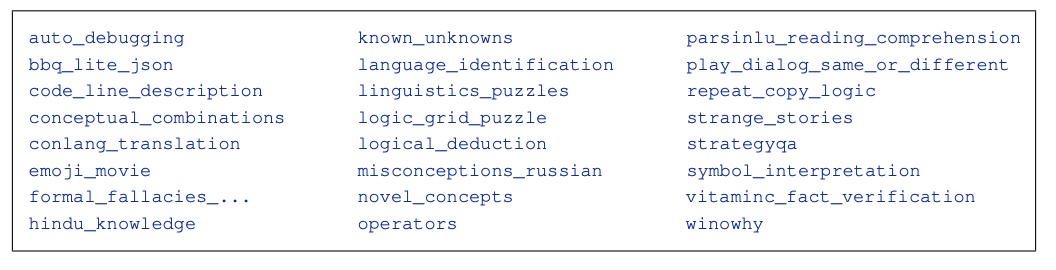 auto_debugging
bbq_lite_json
code_line_description
conceptual_combinations
conlang_translation
emoji_movie
formal_fallacies_...
hindu_knowledge
known_unknowns
language_identification
linguistics_puzzles
logic_grid_puzzle
logical_deduction
misconceptions_russian
novel_concepts
operators
parsinlu_reading_comprehension
play_dialog_same_or_different
repeat_copy_logic
strange_stories
strategyqa
symbol_interpretation
vitaminc_fact_verification
winowhy